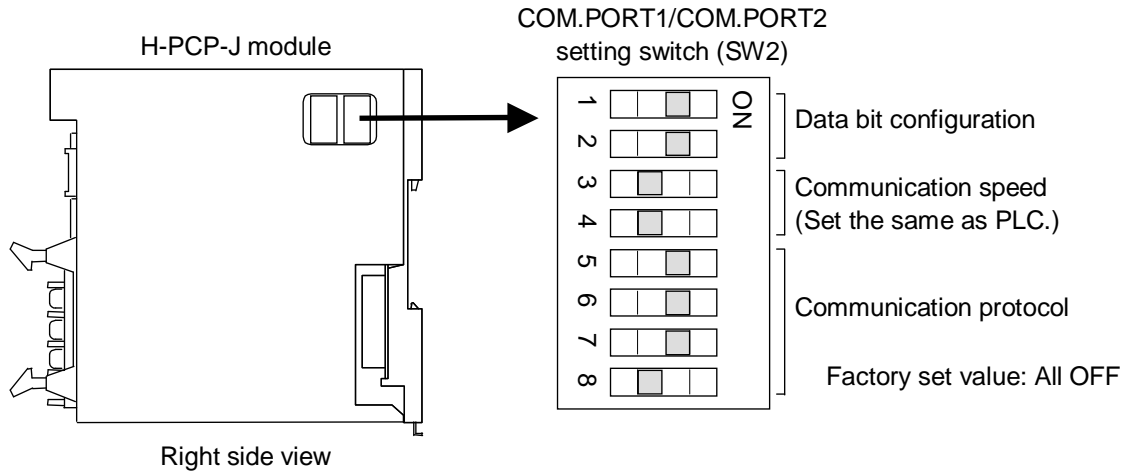 COM.PORT1/COM.PORT2
setting switch (SW2)
H-PCP-J module
ON
1
2
3
4
5
6
7
8
Data bit configuration
Communication speed
(Set the same as PLC.)
Communication protocol
Factory set value: All OFF
Right side view